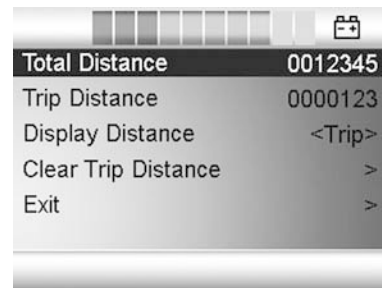 Total Distance 0012345
Trip Distance 0000123
Display Distance <Trip>
Clear Trip Distance >
Exit >